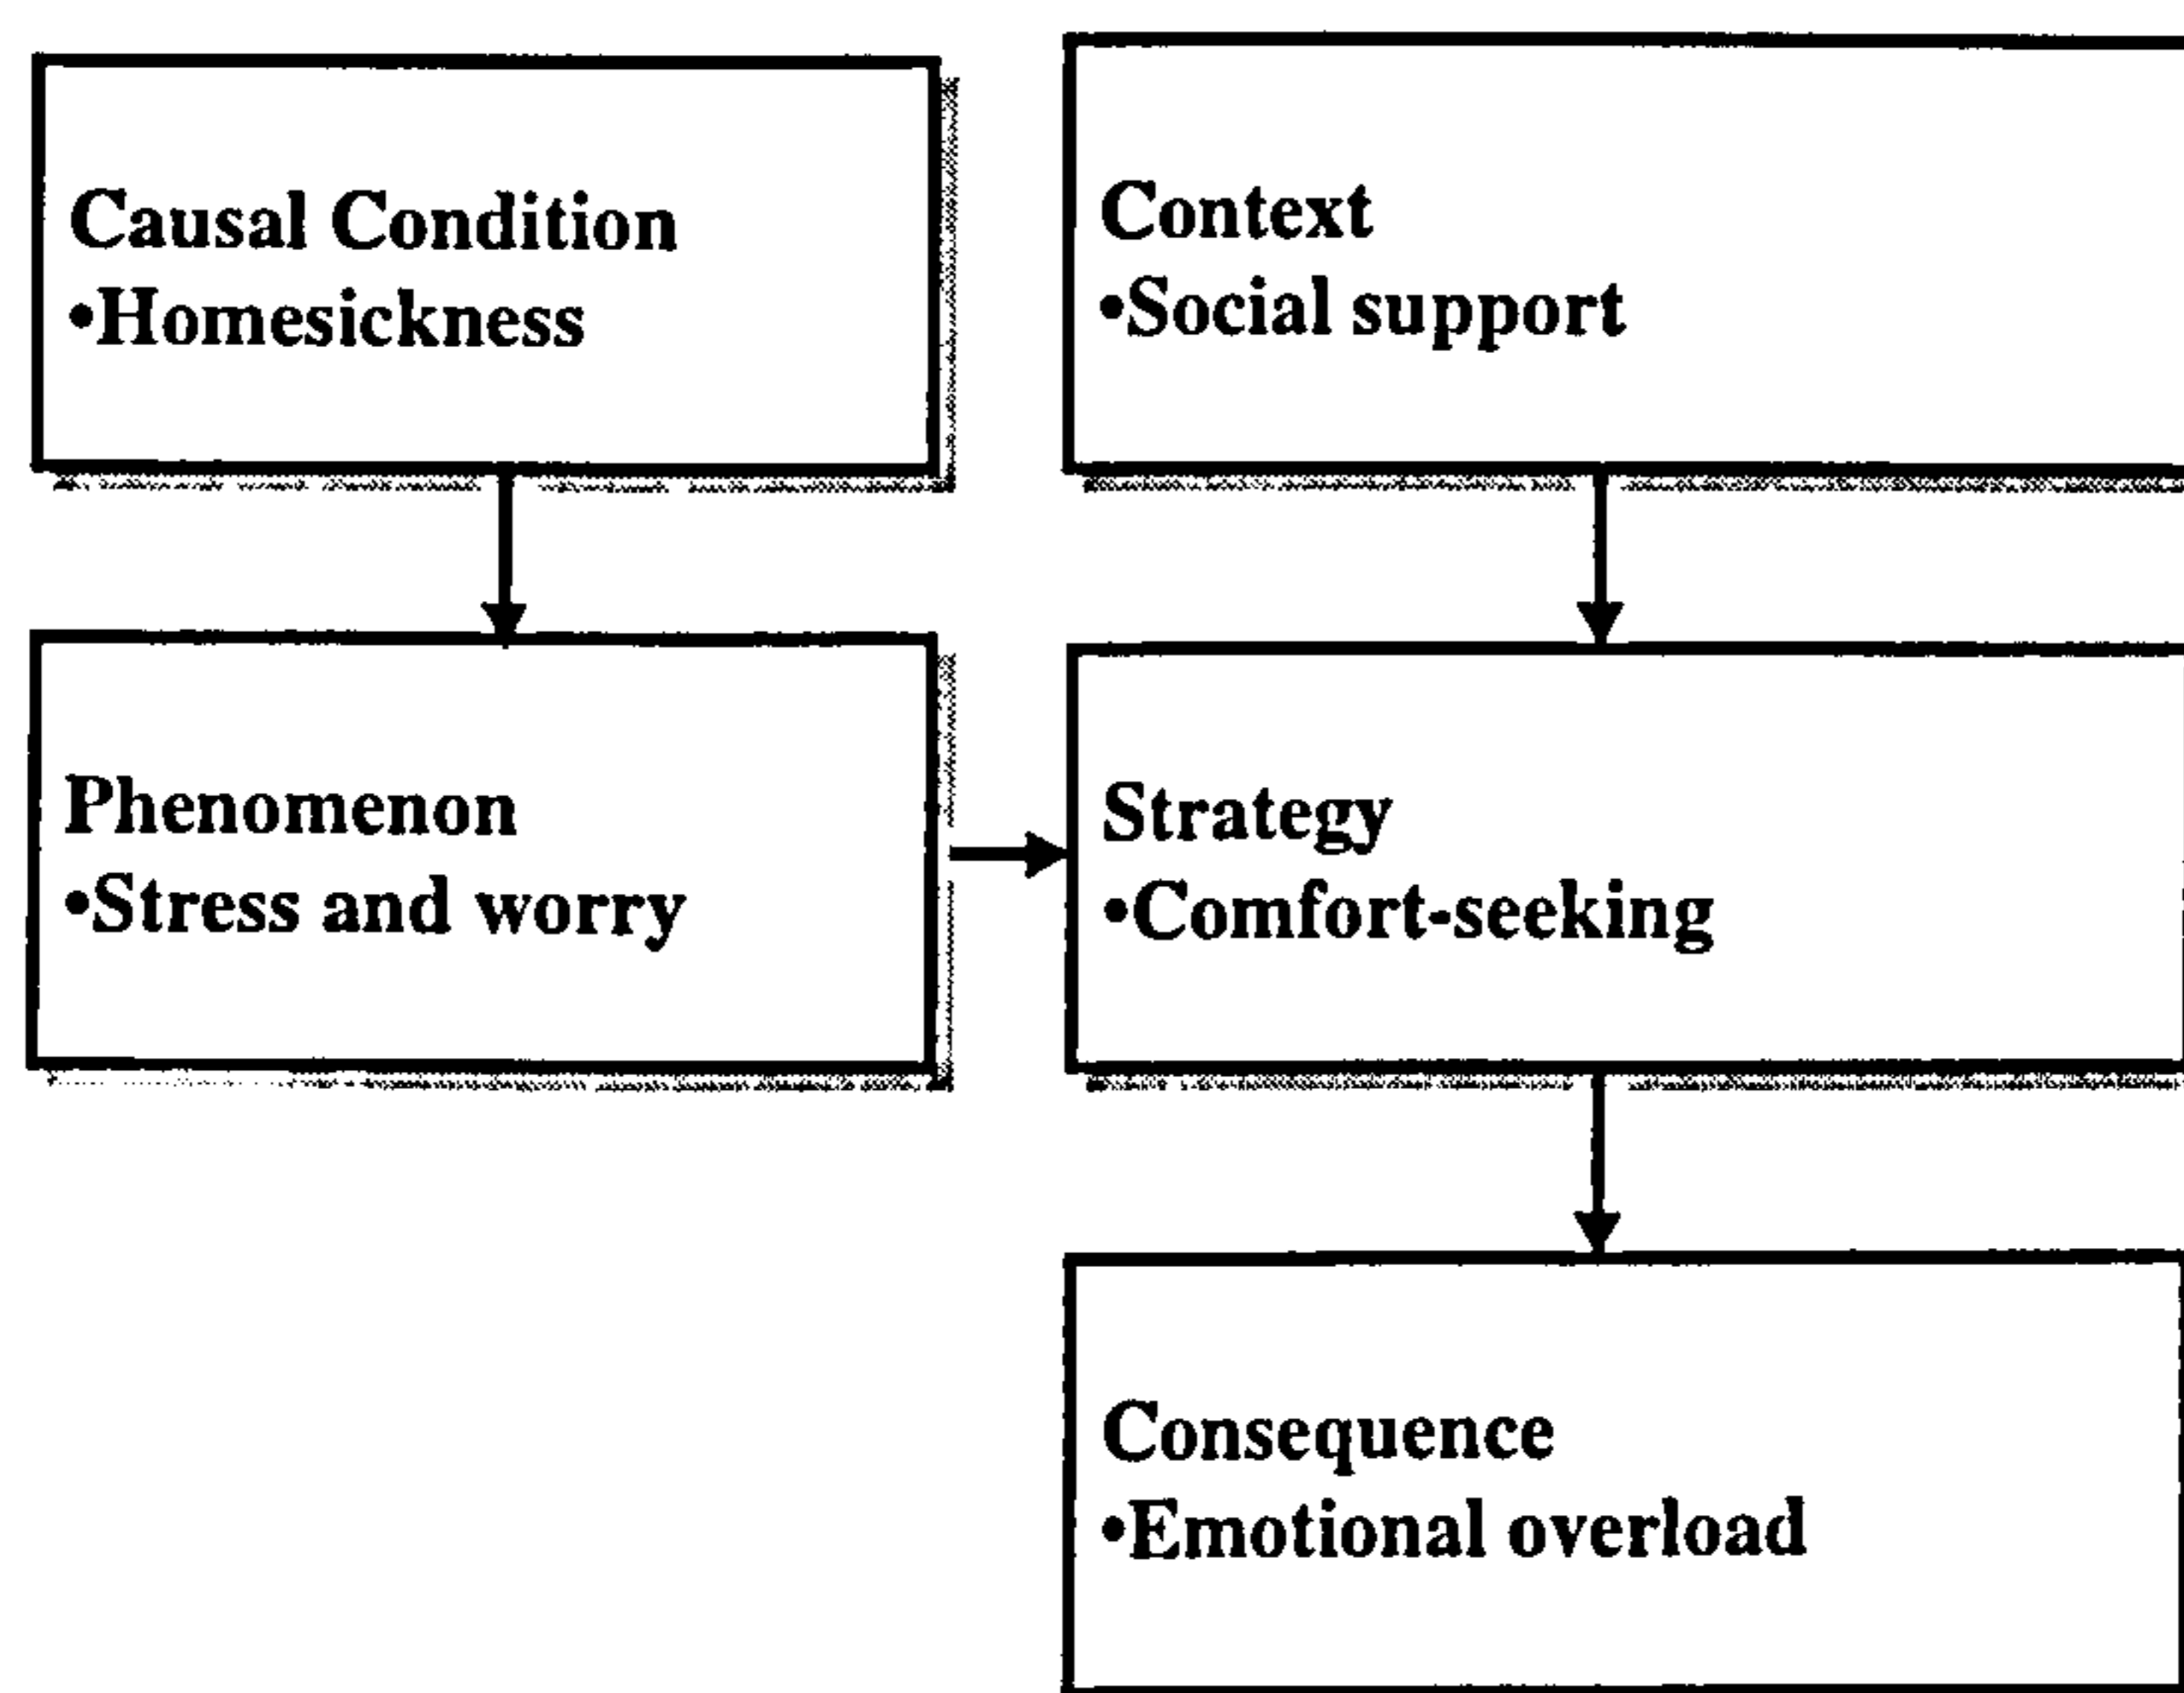 Causal Condition
•Homesickness
Context
•Social support
Phenomenon
•Stress and worry
Strategy
•Comfort-seeking
Consequence
•Emotional overload